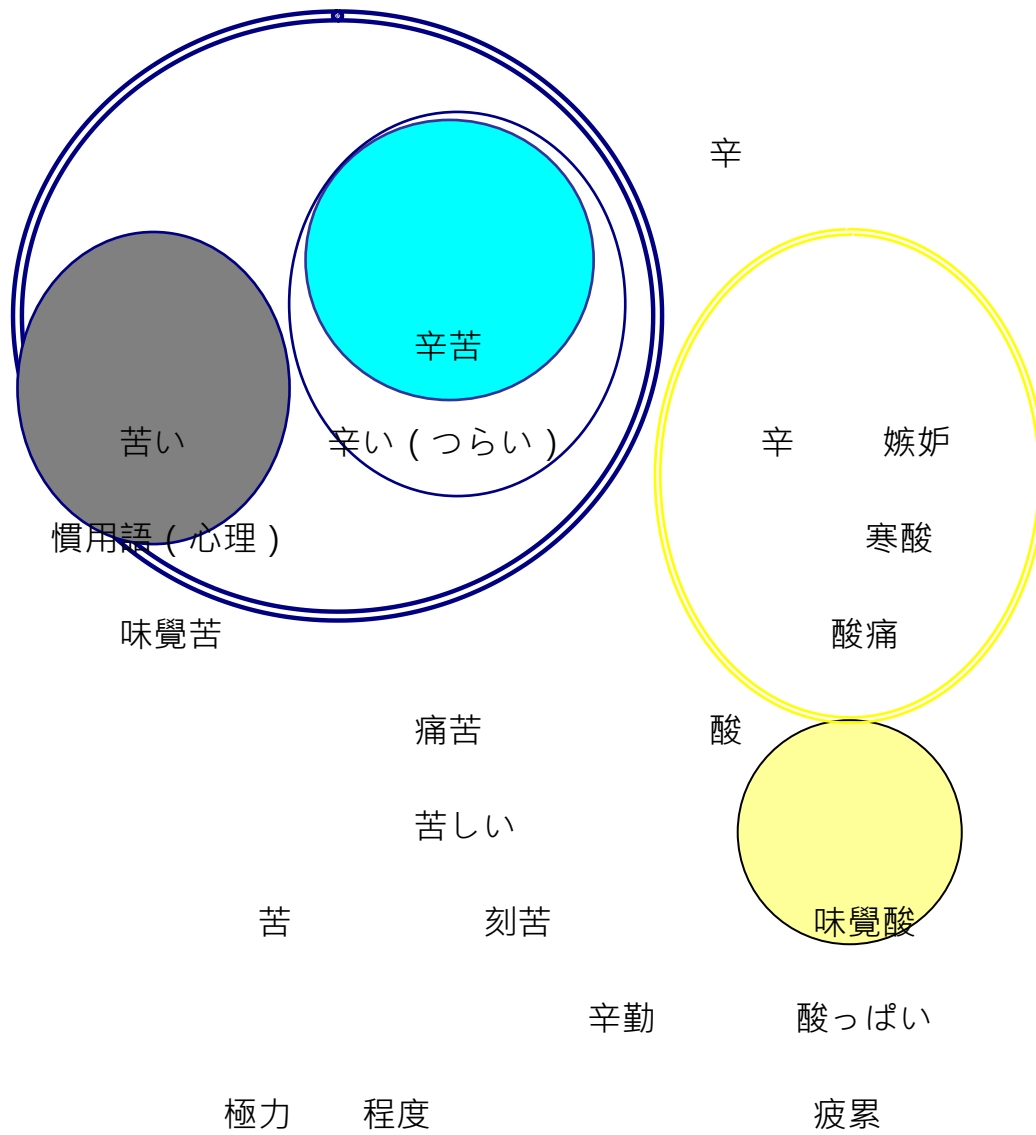 辛
辛苦
苦い 辛い（つらい） 辛 嫉妒
慣用語（心理） 寒酸
味覺苦 酸痛
痛苦 酸
苦しい
苦 刻苦 味覺酸
辛勤 酸っぱい
極力 程度 疲累